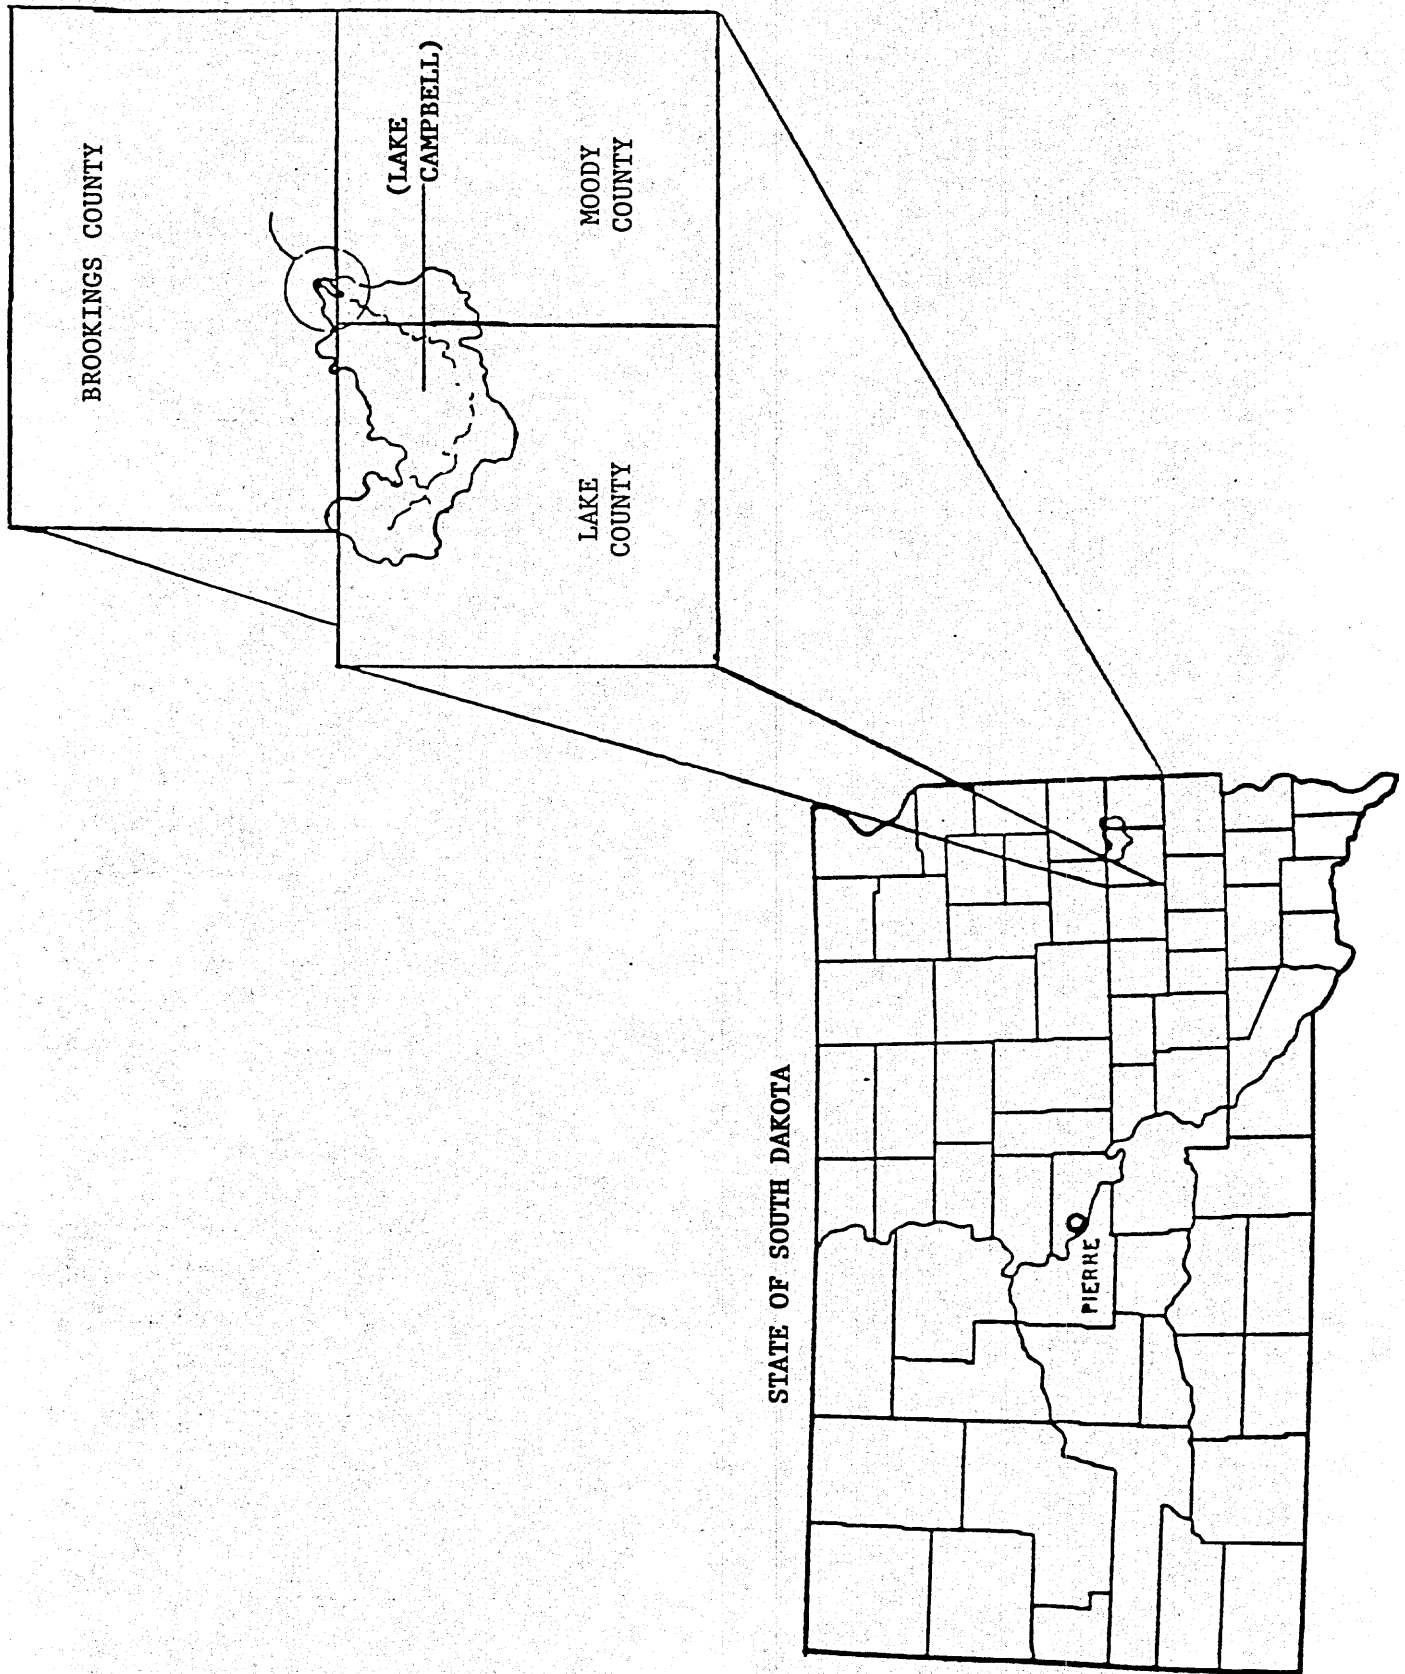 BROOKINGS COUNTY
(LAKE
CAMPBELL)
MOODY
COUNTY
LAKE
COUNTY
STATE OF SOUTH DAKOTA
PIERRE